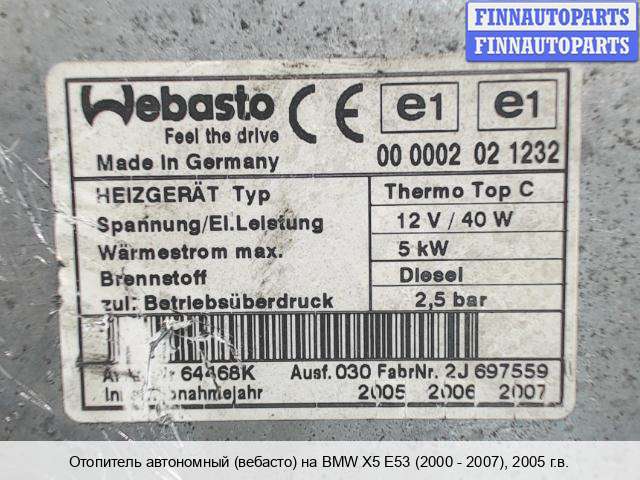 FINNAUTOPARTS
FINNAUTOPARTS
Webasto
Feel the drive
CE e1 e1
Made in Germany 00 0002 02 1232
HEIZGERÄT Typ Thermo Top C
Spannung/El.Leistung 12 V / 40 W
Wärmestrom max. 5 kW
Brennstoff Diesel
zul. Betriebsüberdruck 2,5 bar
64468K Ausf. 030 FabrNr. 2J 697559
2005 2006 2007
Отопитель автономный (вебасто) на BMW X5 E53 (2000 - 2007), 2005 г.в.